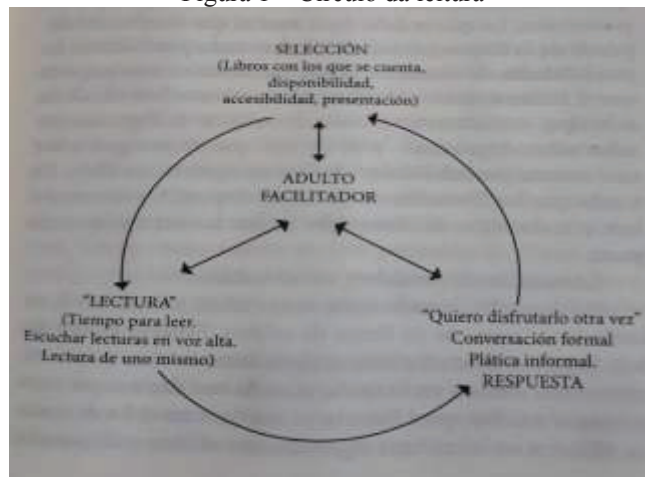 Figura 1 – Círculo da leitura
SELECCIÓN
(Libros con los que se cuenta,
disponibilidad,
accesibilidad, presentación)
ADULTO
FACILITADOR
"LECTURA"
(Tiempo para leer.
Escuchar lecturas en voz alta.
Lectura de uno mismo)
"Quiero disfrutarlo otra vez"
Conversación formal
Plática informal.
RESPUESTA